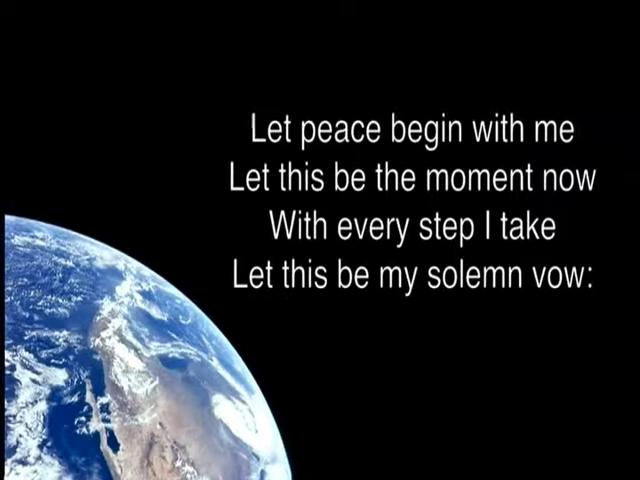 Let peace begin with me
Let this be the moment now
With every step I take
Let this be my solemn vow: